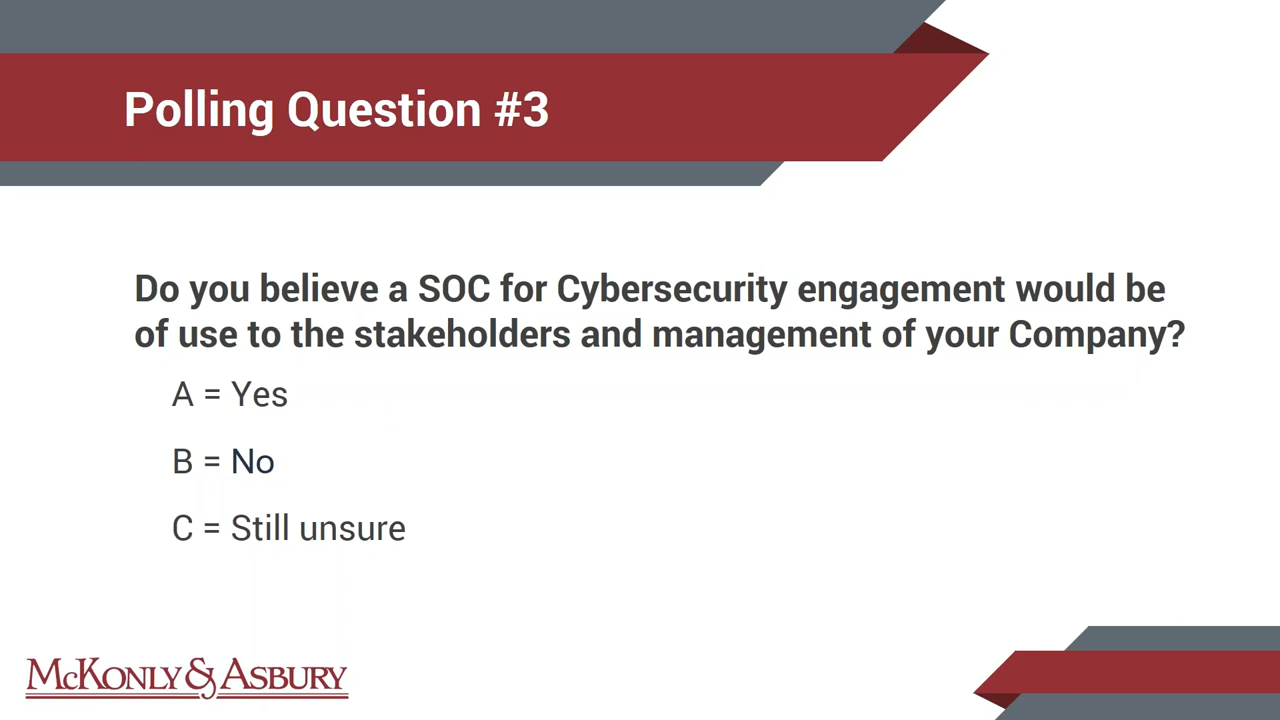 Polling Question #3
Do you believe a SOC for Cybersecurity engagement would be
of use to the stakeholders and management of your Company?
A = Yes
B = No
C = Still unsure
McKonly & Asbury